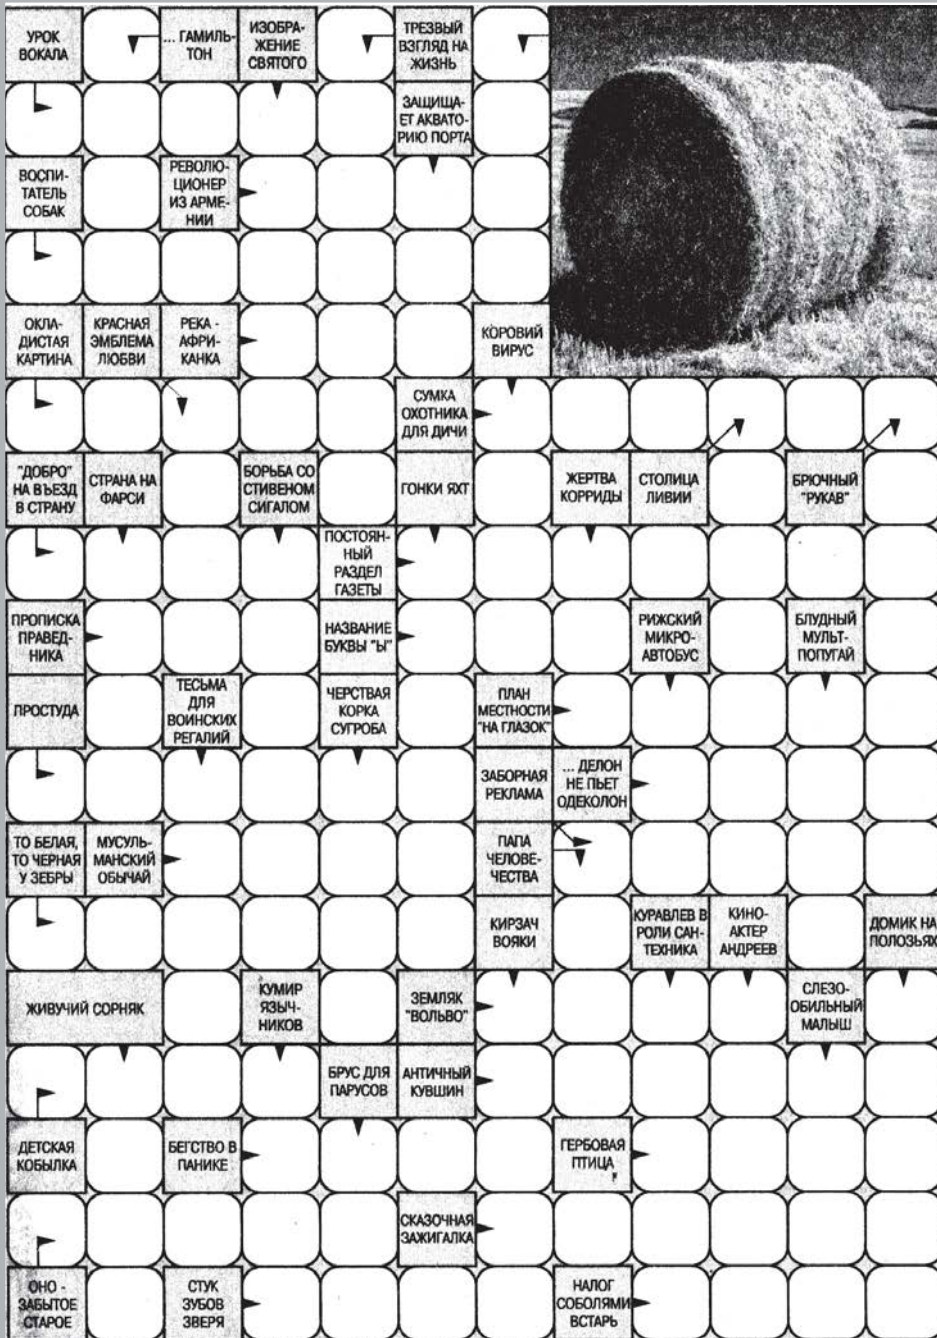 УРОК
ВОКАЛА
... ГАМИЛЬ-
ТОН
ИЗОБРА-
ЖЕНИЕ
СВЯТОГО
ТРЕЗВЫЙ
ВЗГЛЯД НА
ЖИЗНЬ
ЗАЩИЩА-
ЕТ АКВАТО-
РИЮ ПОРТА
ВОСПИ-
ТАТЕЛЬ
СОБАК
РЕВОЛЮ-
ЦИОНЕР
ИЗ АРМЕ-
НИИ
ОКЛА-
ДИСТАЯ
КАРТИНА
КРАСНАЯ
ЭМБЛЕМА
ЛЮБВИ
РЕКА -
АФРИ-
КАНКА
КОРОВИЙ
ВИРУС
СУМКА
ОХОТНИКА
ДЛЯ ДИЧИ
"ДОБРО"
НА ВЪЕЗД
В СТРАНУ
СТРАНА НА
ФАРСИ
БОРЬБА СО
СТИВЕНОМ
СИГАЛОМ
ГОНКИ ЯХТ
ЖЕРТВА
КОРРИДЫ
СТОЛИЦА
ЛИВИИ
БРЮЧНЫЙ
"РУКАВ"
ПОСТОЯН-
НЫЙ
РАЗДЕЛ
ГАЗЕТЫ
ПРОПИСКА
ПРАВЕД-
НИКА
НАЗВАНИЕ
БУКВЫ "Ы"
РИЖСКИЙ
МИКРО-
АВТОБУС
БЛУДНЫЙ
МУЛЬТ-
ПОПУГАЙ
ПРОСТУДА
ТЕСЬМА
ДЛЯ
ВОИНСКИХ
РЕГАЛИЙ
ЧЕРСТВАЯ
КОРКА
СУГРОБА
ПЛАН
МЕСТНОСТИ
"НА ГЛАЗОК"
ЗАБОРНАЯ
РЕКЛАМА
... ДЕЛОН
НЕ ПЬЕТ
ОДЕКОЛОН
ТО БЕЛАЯ,
ТО ЧЕРНАЯ
У ЗЕБРЫ
МУСУЛЬ-
МАНСКИЙ
ОБЫЧАЙ
ПАПА
ЧЕЛОВЕ-
ЧЕСТВА
КИРЗАЧ
ВОЯКИ
КУРАВЛЕВ В
РОЛИ САН-
ТЕХНИКА
КИНО-
АКТЕР
АНДРЕЕВ
ДОМИК НА
ПОЛОЗЬЯХ
ЖИВУЧИЙ СОРНЯК
КУМИР
ЯЗЫЧ-
НИКОВ
ЗЕМЛЯК
"ВОЛЬВО"
СЛЕЗО-
ОБИЛЬНЫЙ
МАЛЫШ
БРУС ДЛЯ
ПАРУСОВ
АНТИЧНЫЙ
КУВШИН
ДЕТСКАЯ
КОБЫЛКА
БЕГСТВО В
ПАНИКЕ
ГЕРБОВАЯ
ПТИЦА
СКАЗОЧНАЯ
ЗАЖИГАЛКА
ОНО -
ЗАБЫТОЕ
СТАРОЕ
СТУК
ЗУБОВ
ЗВЕРЯ
НАЛОГ
СОБОЛЯМИ
ВСТАРЬ